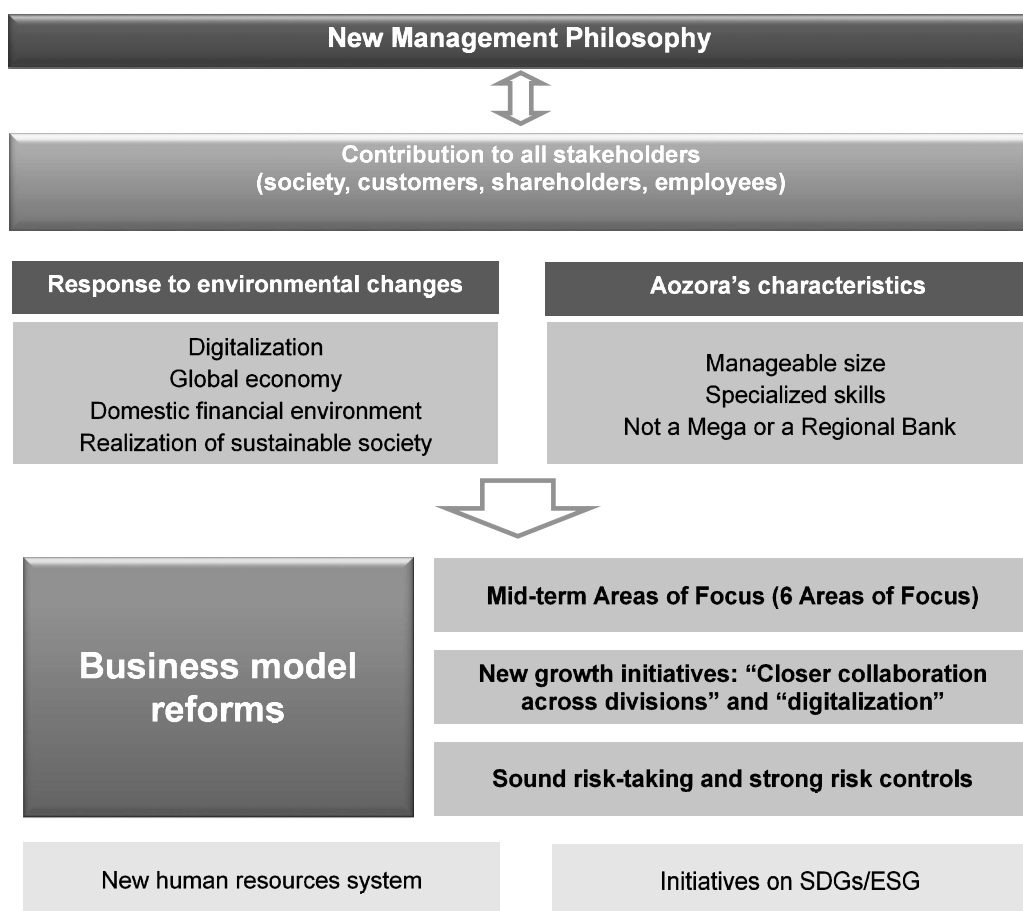 New Management Philosophy
Contribution to all stakeholders
(society, customers, shareholders, employees)
Response to environmental changes
Digitalization
Global economy
Domestic financial environment
Realization of sustainable society
Aozora’s characteristics
Manageable size
Specialized skills
Not a Mega or a Regional Bank
Business model
reforms
Mid-term Areas of Focus (6 Areas of Focus)
New growth initiatives: “Closer collaboration
across divisions” and “digitalization”
Sound risk-taking and strong risk controls
New human resources system
Initiatives on SDGs/ESG